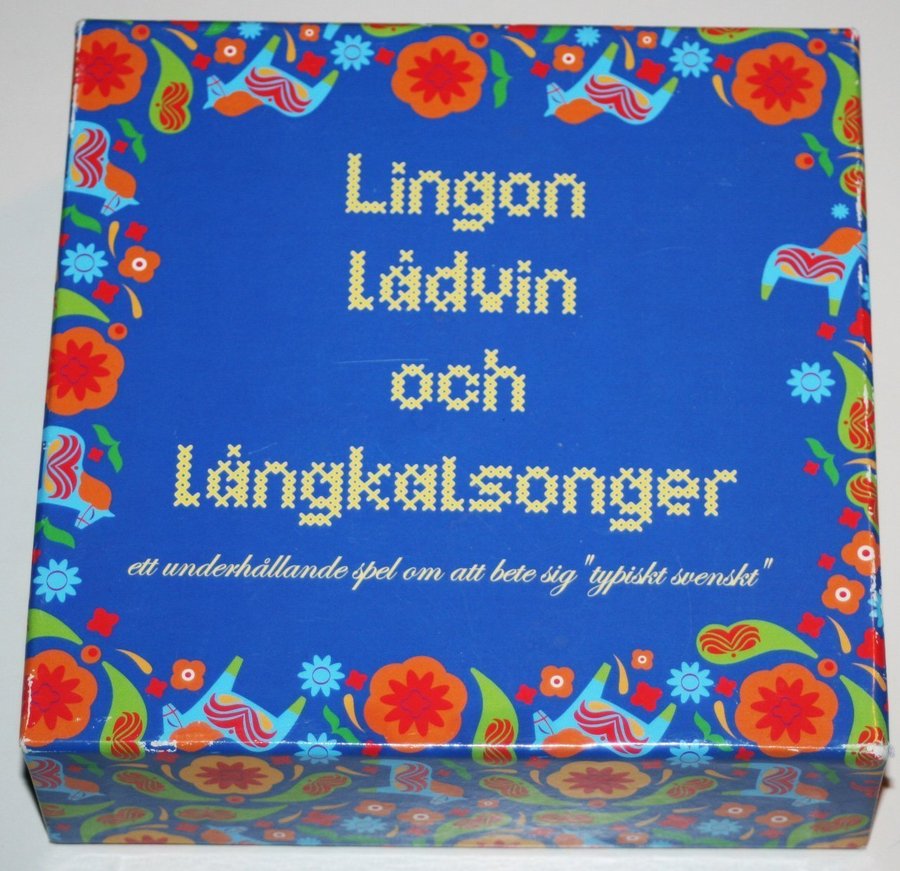 Lingon
lådvin
och
långkalsonger
ett underhållande spel om att bete sig "typiskt svenskt"